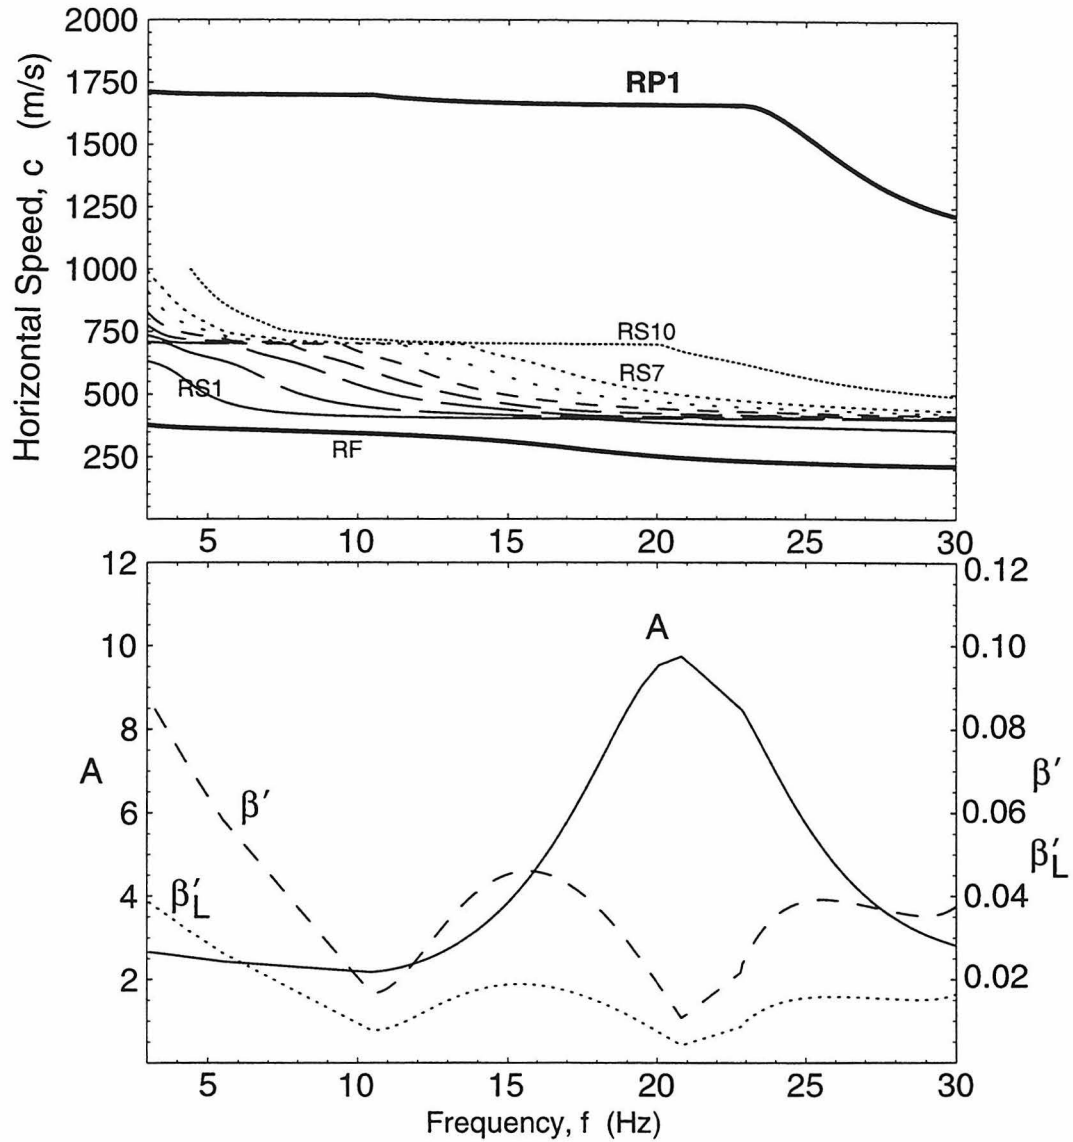 2000
1750
1500
1250
1000
750
500
250
Horizontal Speed, c (m/s)
RP1
RS10
RS7
RS1
RF
5 10 15 20 25 30
12
10
8
6
4
2
A
A
β′
β′L
0.12
0.10
0.08
0.06
0.04
0.02
β′
β′L
5 10 15 20 25 30
Frequency, f (Hz)